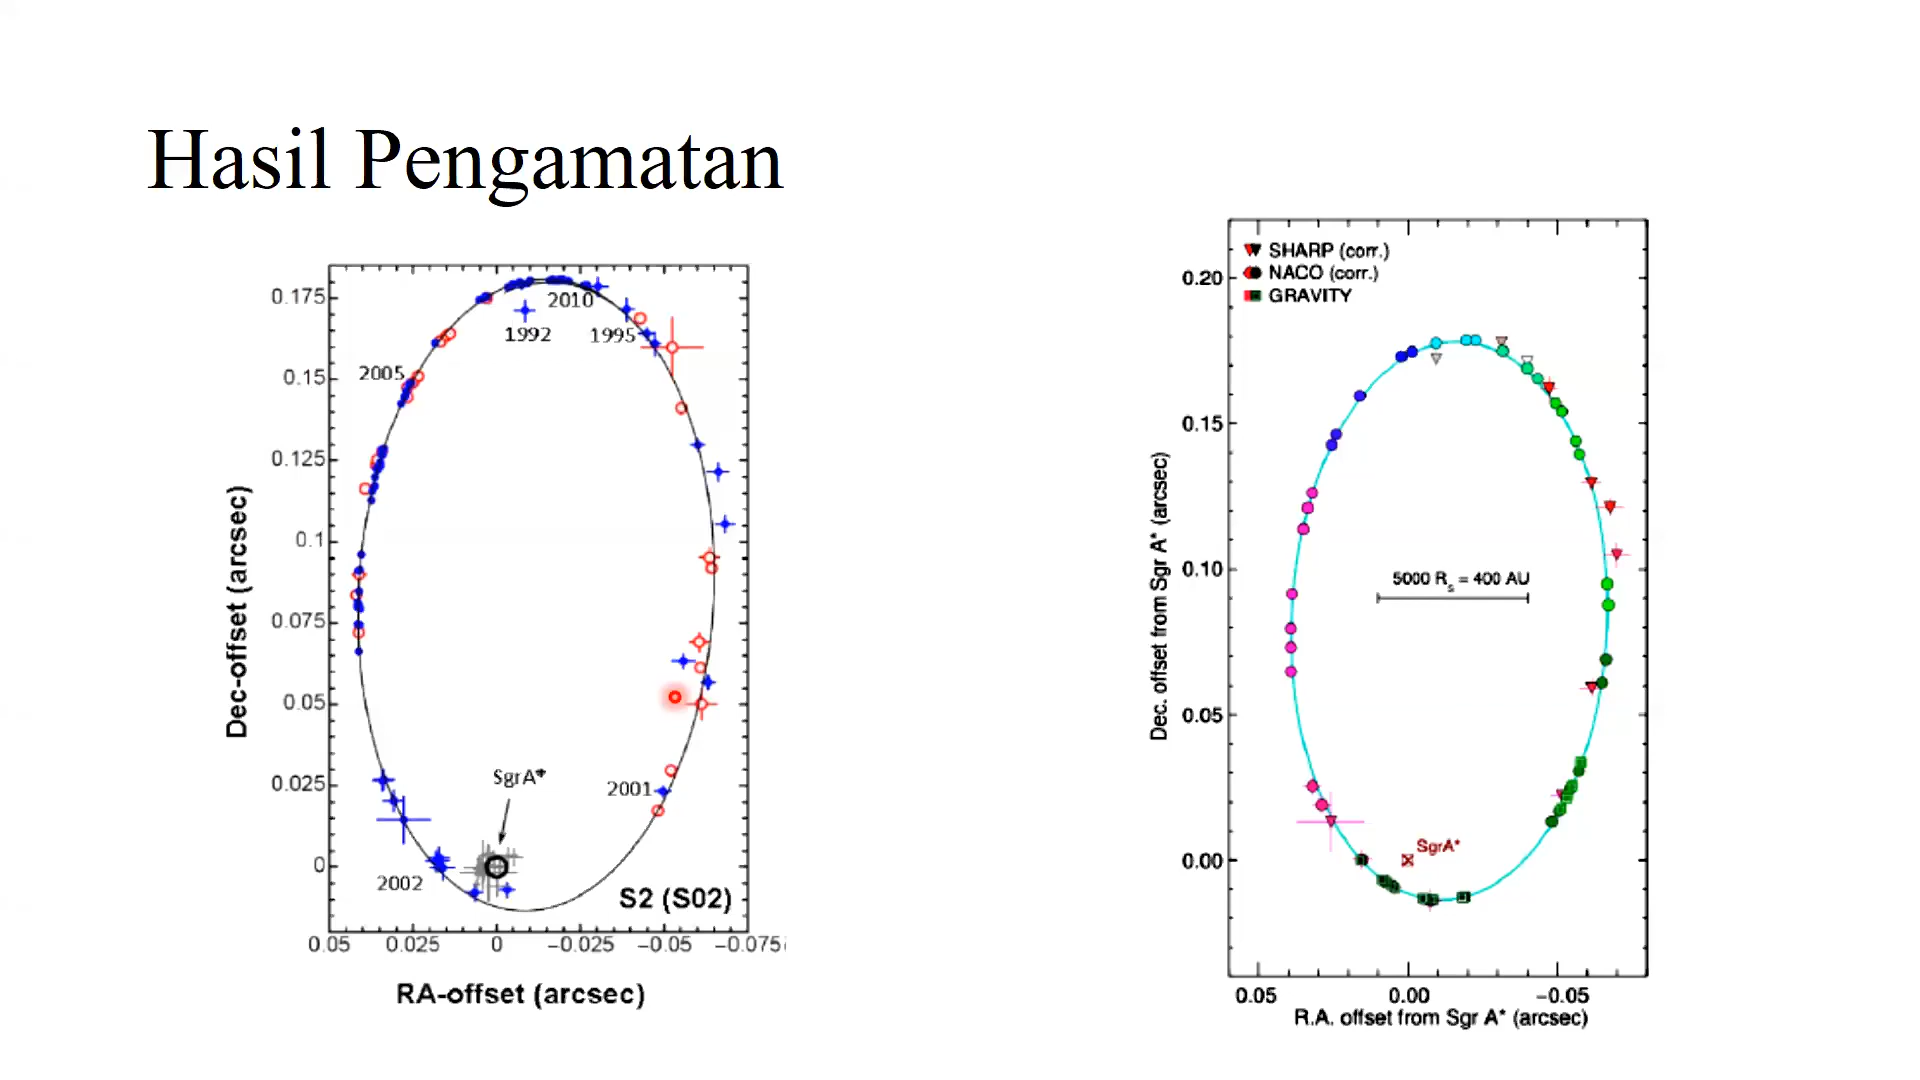 Hasil Pengamatan
0.175
0.15
0.125
0.1
0.075
0.05
0.025
0
Dec-offset (arcsec)
2010
1992
1995
2005
SgrA*
2001
2002
S2 (S02)
0.05 0.025 0 −0.025 −0.05 −0.075
RA-offset (arcsec)
SHARP (corr.)
NACO (corr.)
GRAVITY
0.20
0.15
0.10
0.05
0.00
Dec. offset from Sgr A* (arcsec)
5000 Rs = 400 AU
SgrA*
0.05 0.00 −0.05
R.A. offset from Sgr A* (arcsec)